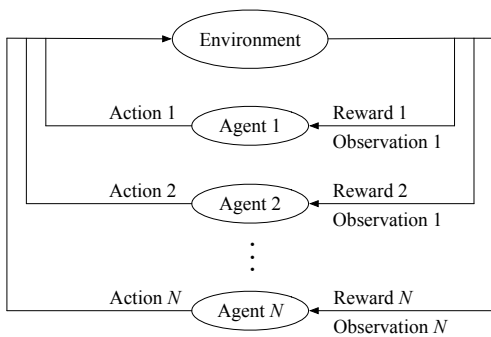 Environment
Action 1
Agent 1
Reward 1
Observation 1
Action 2
Agent 2
Reward 2
Observation 1
Action N
Agent N
Reward N
Observation N